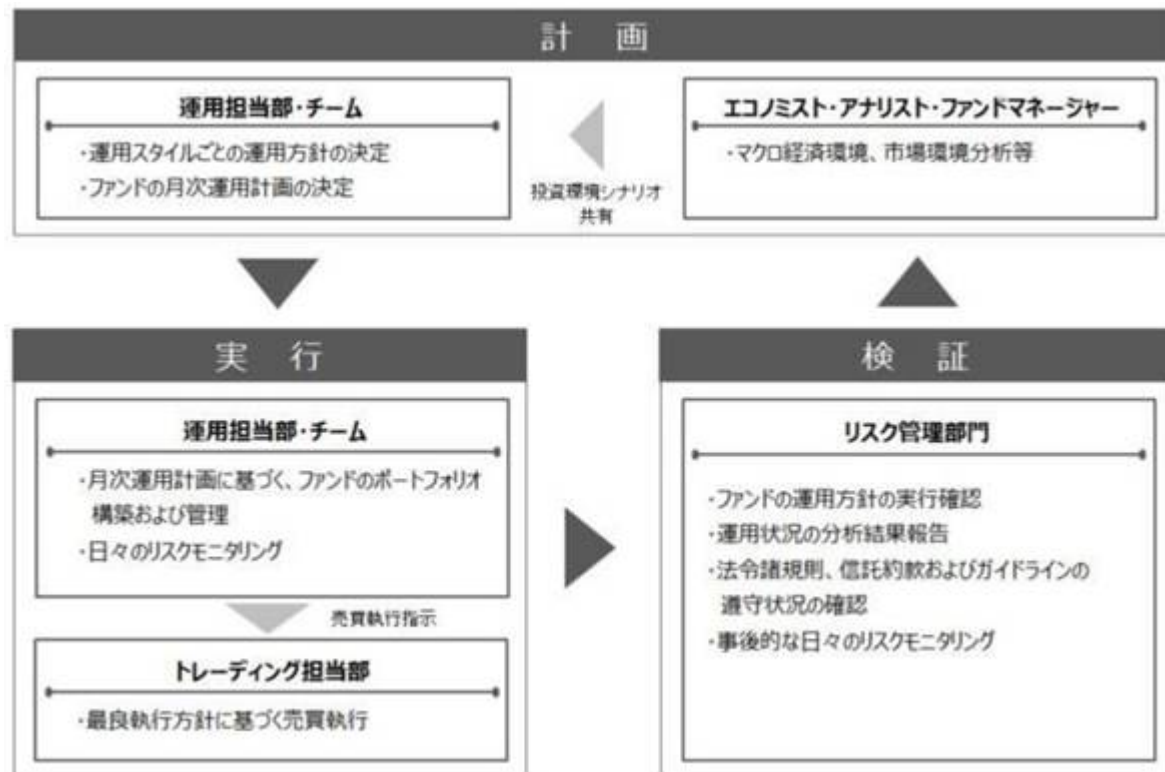 計 画
運用担当部・チーム
・運用スタイルごとの運用方針の決定
・ファンドの月次運用計画の決定
投資環境シナリオ
共有
エコノミスト・アナリスト・ファンドマネージャー
・マクロ経済環境、市場環境分析等
実 行
運用担当部・チーム
・月次運用計画に基づく、ファンドのポートフォリオ
構築および管理
・日々のリスクモニタリング
売買執行指示
トレーディング担当部
・最良執行方針に基づく売買執行
検 証
リスク管理部門
・ファンドの運用方針の実行確認
・運用状況の分析結果報告
・法令諸規則、信託約款およびガイドラインの
遵守状況の確認
・事後的な日々のリスクモニタリング